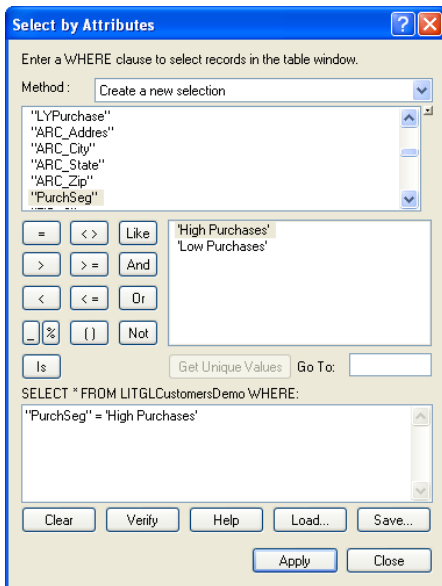 Select by Attributes
Enter a WHERE clause to select records in the table window.
Method : Create a new selection
"LYPurchase"
"ARC_Addres"
"ARC_City"
"ARC_State"
"ARC_Zip"
"PurchSeg"
= < > Like
> > = And
< < = Or
_ % ( ) Not
Is
'High Purchases'
'Low Purchases'
Get Unique Values Go To:
SELECT * FROM LITGLCustomersDemo WHERE:
"PurchSeg" = 'High Purchases'
Clear Verify Help Load... Save...
Apply Close